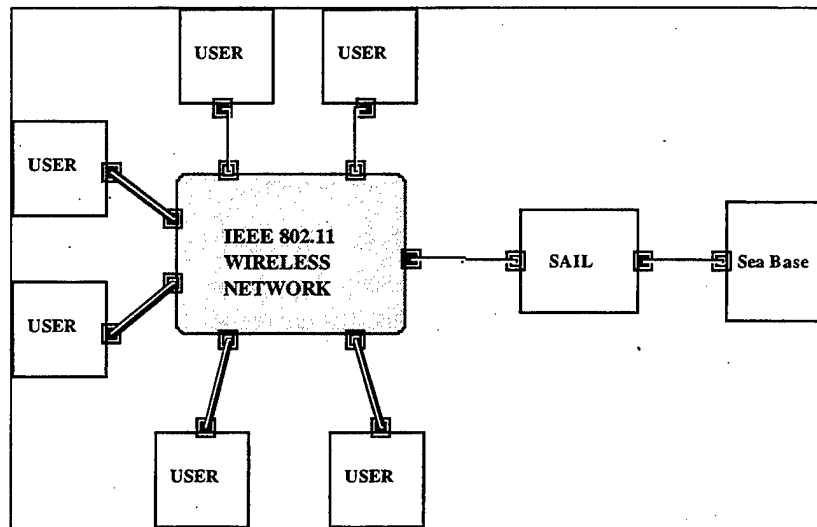 USER
USER
USER
IEEE 802.11
WIRELESS
NETWORK
SAIL
Sea Base
USER
USER
USER